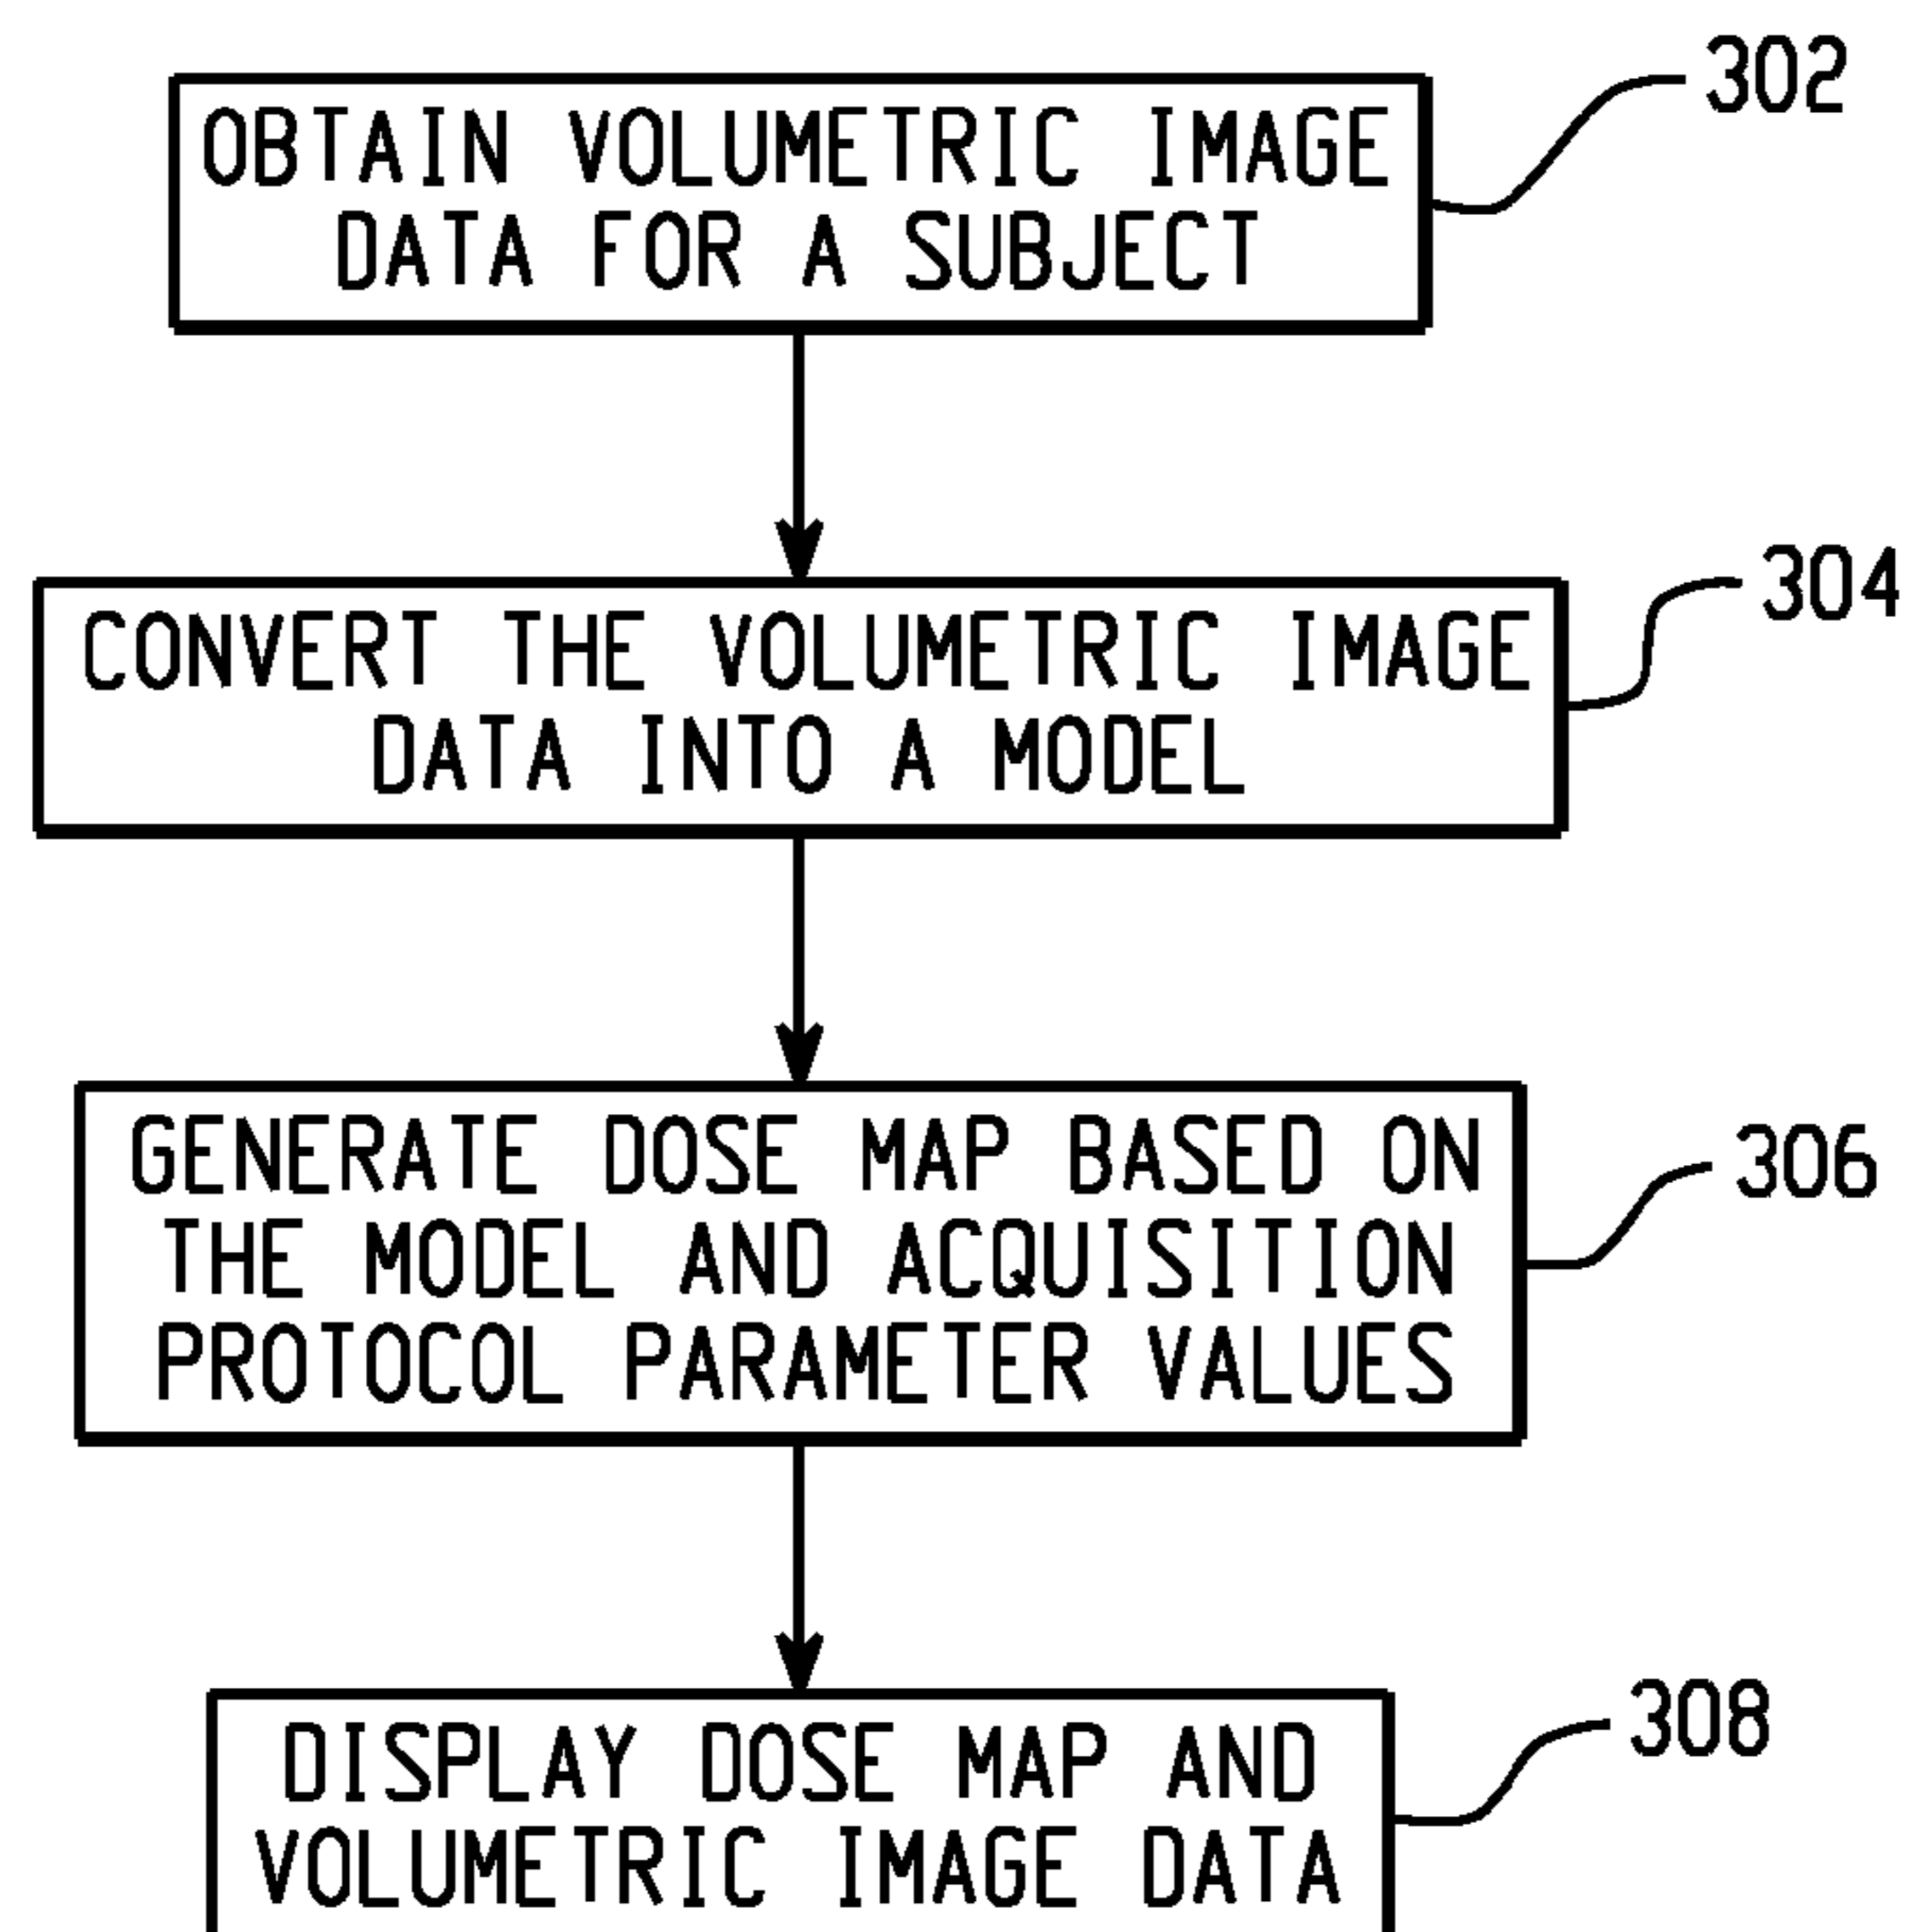 302
OBTAIN VOLUMETRIC IMAGE
DATA FOR A SUBJECT
304
CONVERT THE VOLUMETRIC IMAGE
DATA INTO A MODEL
306
GENERATE DOSE MAP BASED ON
THE MODEL AND ACQUISITION
PROTOCOL PARAMETER VALUES
308
DISPLAY DOSE MAP AND
VOLUMETRIC IMAGE DATA